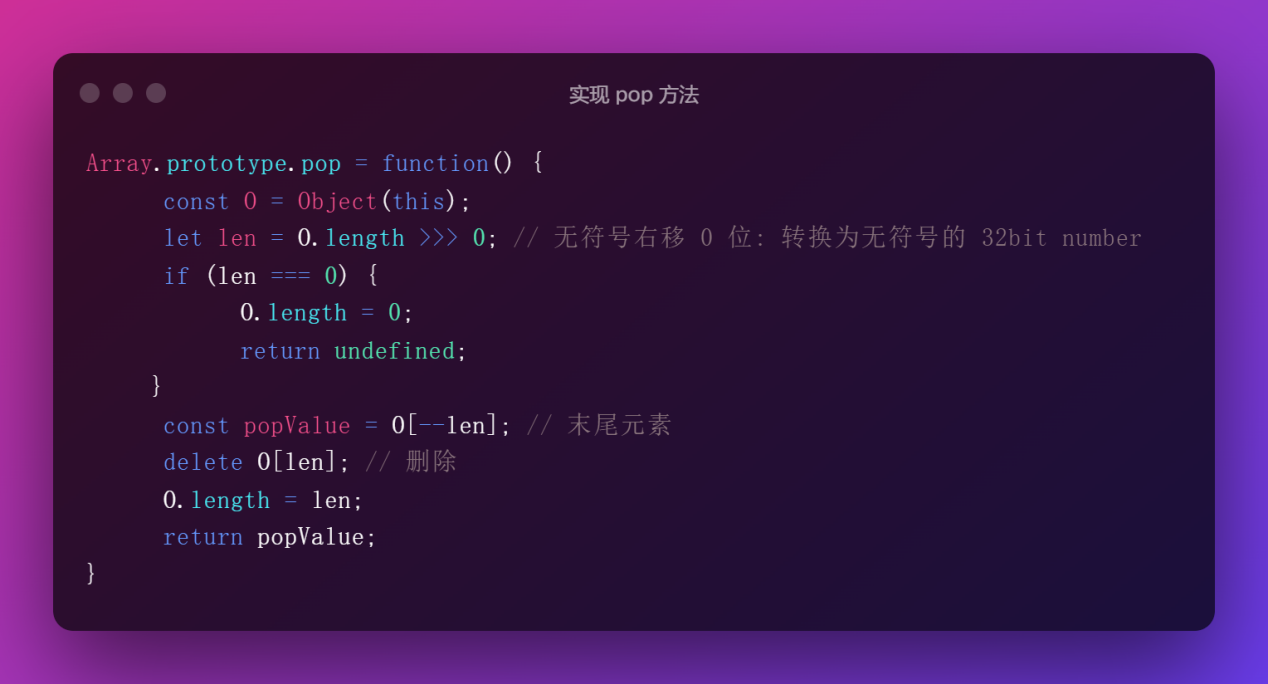 实现 pop 方法
Array.prototype.pop = function() {
const O = Object(this);
let len = O.length >>> 0; // 无符号右移 0 位: 转换为无符号的 32bit number
if (len === 0) {
O.length = 0;
return undefined;
}
const popValue = O[--len]; // 末尾元素
delete O[len]; // 删除
O.length = len;
return popValue;
}